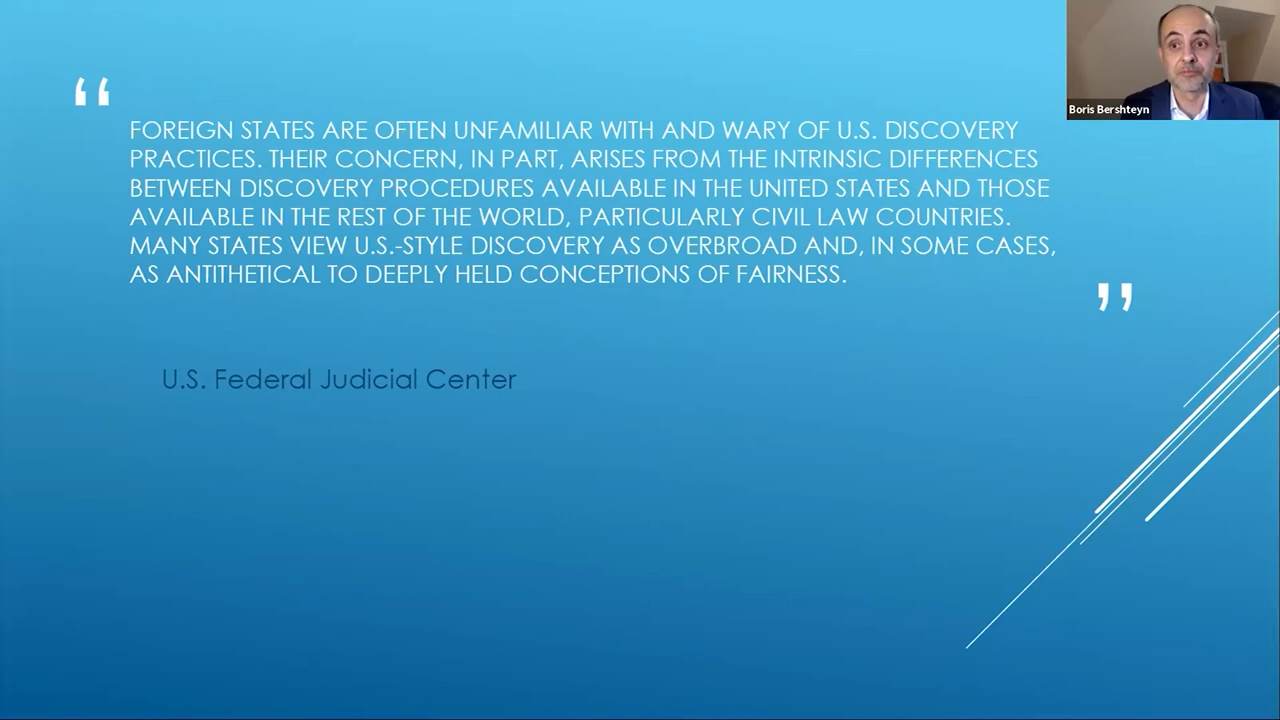 Boris Bershteyn
“
FOREIGN STATES ARE OFTEN UNFAMILIAR WITH AND WARY OF U.S. DISCOVERY
PRACTICES. THEIR CONCERN, IN PART, ARISES FROM THE INTRINSIC DIFFERENCES
BETWEEN DISCOVERY PROCEDURES AVAILABLE IN THE UNITED STATES AND THOSE
AVAILABLE IN THE REST OF THE WORLD, PARTICULARLY CIVIL LAW COUNTRIES.
MANY STATES VIEW U.S.-STYLE DISCOVERY AS OVERBROAD AND, IN SOME CASES,
AS ANTITHETICAL TO DEEPLY HELD CONCEPTIONS OF FAIRNESS.
”
U.S. Federal Judicial Center